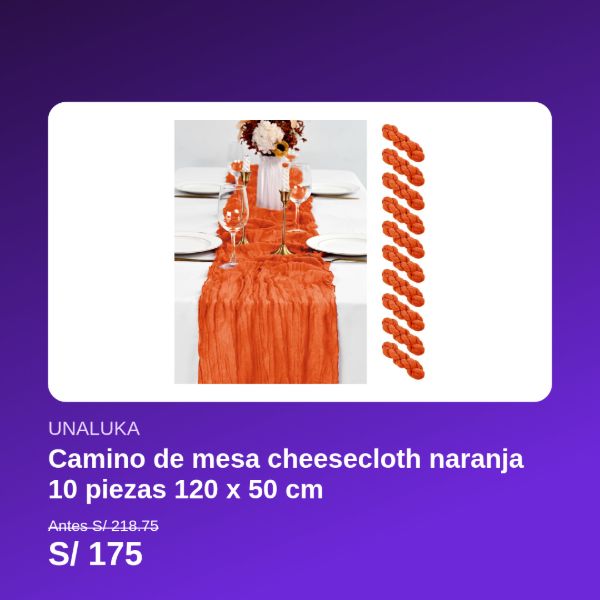 UNALUKA
Camino de mesa cheesecloth naranja
10 piezas 120 x 50 cm
Antes S/ 218.75
S/ 175